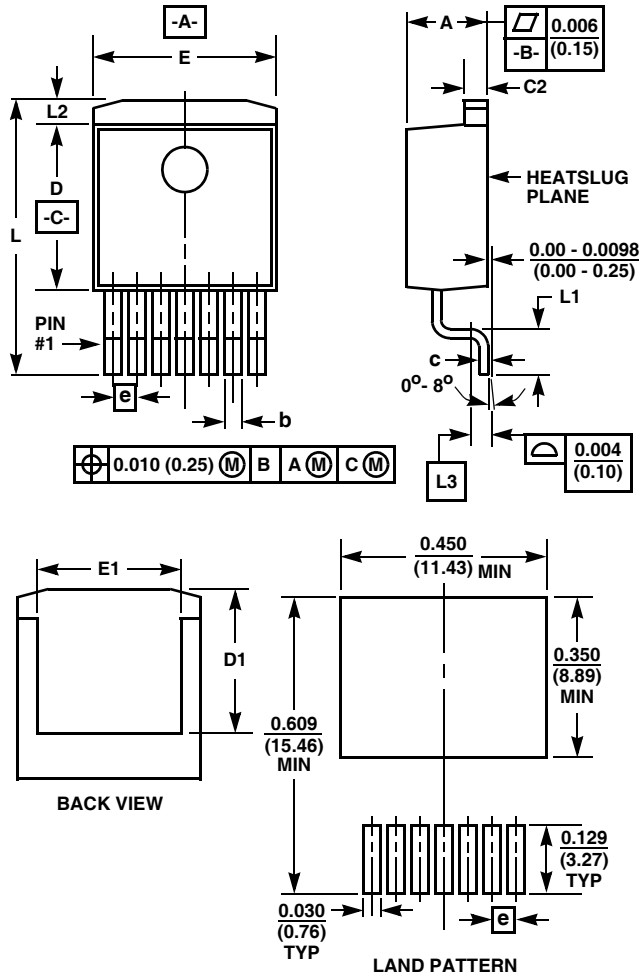 -A-
E
L2
D
-C-
L
PIN
#1
e
b
0.010 (0.25) M B A M C M
A
0.006
(0.15)
-B-
C2
HEATSLUG
PLANE
0.00 - 0.0098
(0.00 - 0.25)
L1
c
0o- 8o
L3
0.004
(0.10)
E1
D1
BACK VIEW
0.450
(11.43) MIN
0.350
(8.89)
MIN
0.609
(15.46)
MIN
0.129
(3.27)
TYP
0.030
(0.76)
TYP
e
LAND PATTERN